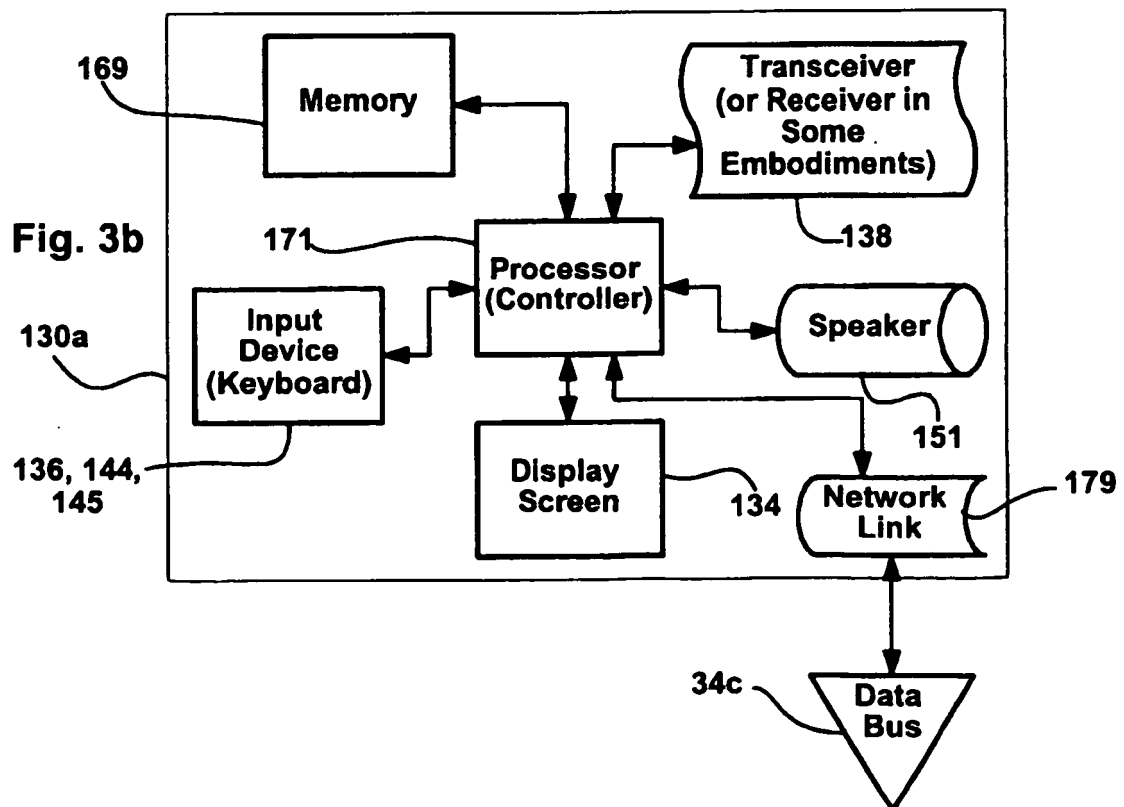 169
Memory
Transceiver
(or Receiver in
Some
Embodiments)
138
Fig. 3b
171
Processor
(Controller)
130a
Input
Device
(Keyboard)
Speaker
151
136, 144,
145
Display
Screen
134
Network
Link
179
34c
Data
Bus